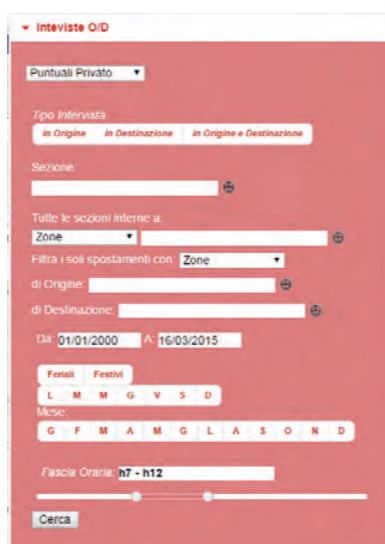 Inteviste O/D
Puntuali Privato
Tipo Intervista
in Origine in Destinazione in Origine e Destinazione
Sezione:
Tutte le sezioni interne a:
Zone
Filtra i soli spostamenti con: Zone
di Origine:
di Destinazione:
Da: 01/01/2000 A: 16/03/2015
Feriali Festivi
L M M G V S D
Mese:
G F M A M G L A S O N D
Fascia Oraria: h7 - h12
Cerca